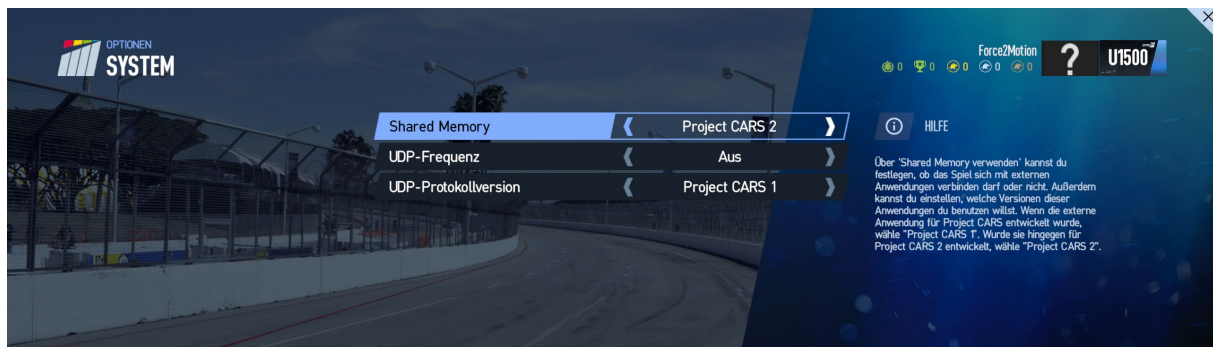 OPTIONEN
SYSTEM
Force2Motion
0 0 0 0 0
?
U1500
Shared Memory Project CARS 2
UDP-Frequenz Aus
UDP-Protokollversion Project CARS 1
HILFE
Über 'Shared Memory verwenden' kannst du
festlegen, ob das Spiel sich mit externen
Anwendungen verbinden darf oder nicht. Außerdem
kannst du einstellen, welche Versionen dieser
Anwendungen du benutzen willst. Wenn die externe
Anwendung für Project CARS entwickelt wurde,
wähle "Project CARS 1". Wurde sie hingegen für
Project CARS 2 entwickelt, wähle "Project CARS 2".